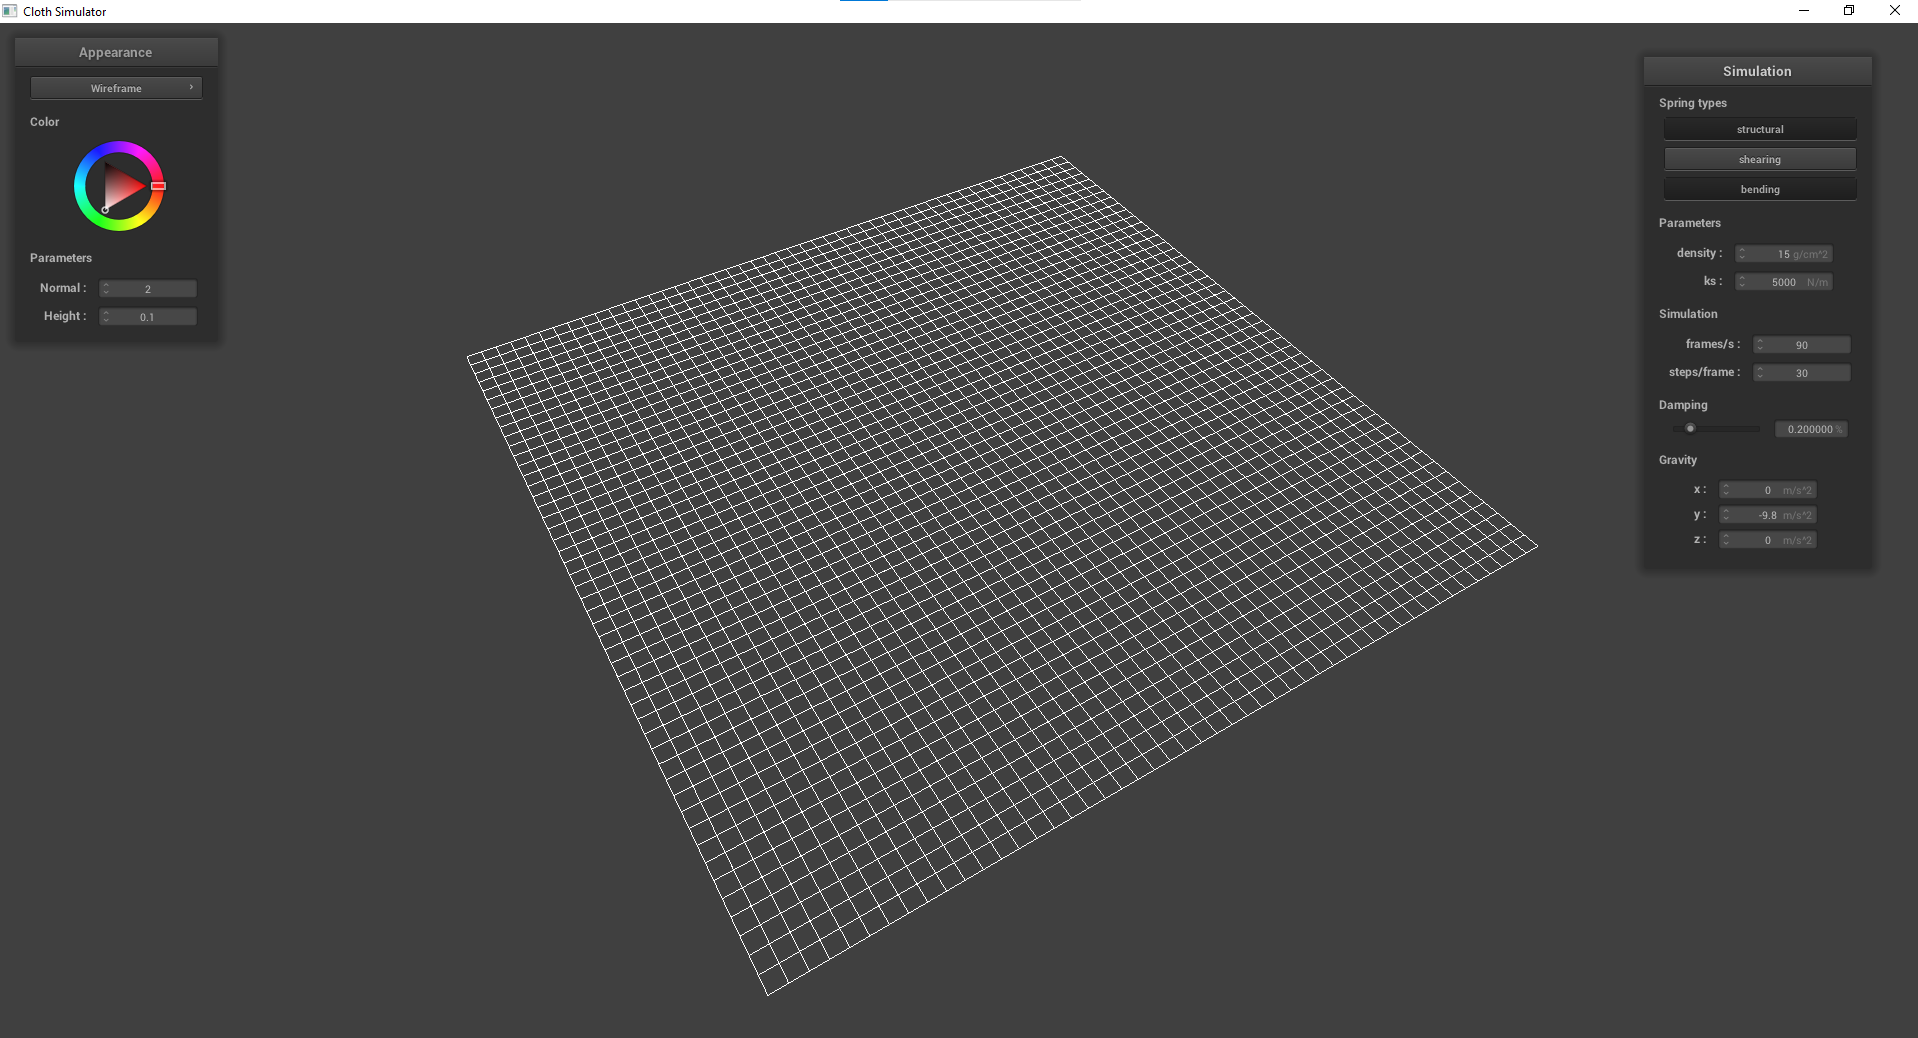 Cloth Simulator
Appearance
Wireframe ›
Color
Parameters
Normal : 2
Height : 0.1
Simulation
Spring types
structural
shearing
bending
Parameters
density : 15 g/cm^2
ks : 5000 N/m
Simulation
frames/s : 90
steps/frame : 30
Damping
0.200000 %
Gravity
x : 0 m/s^2
y : -9.8 m/s^2
z : 0 m/s^2